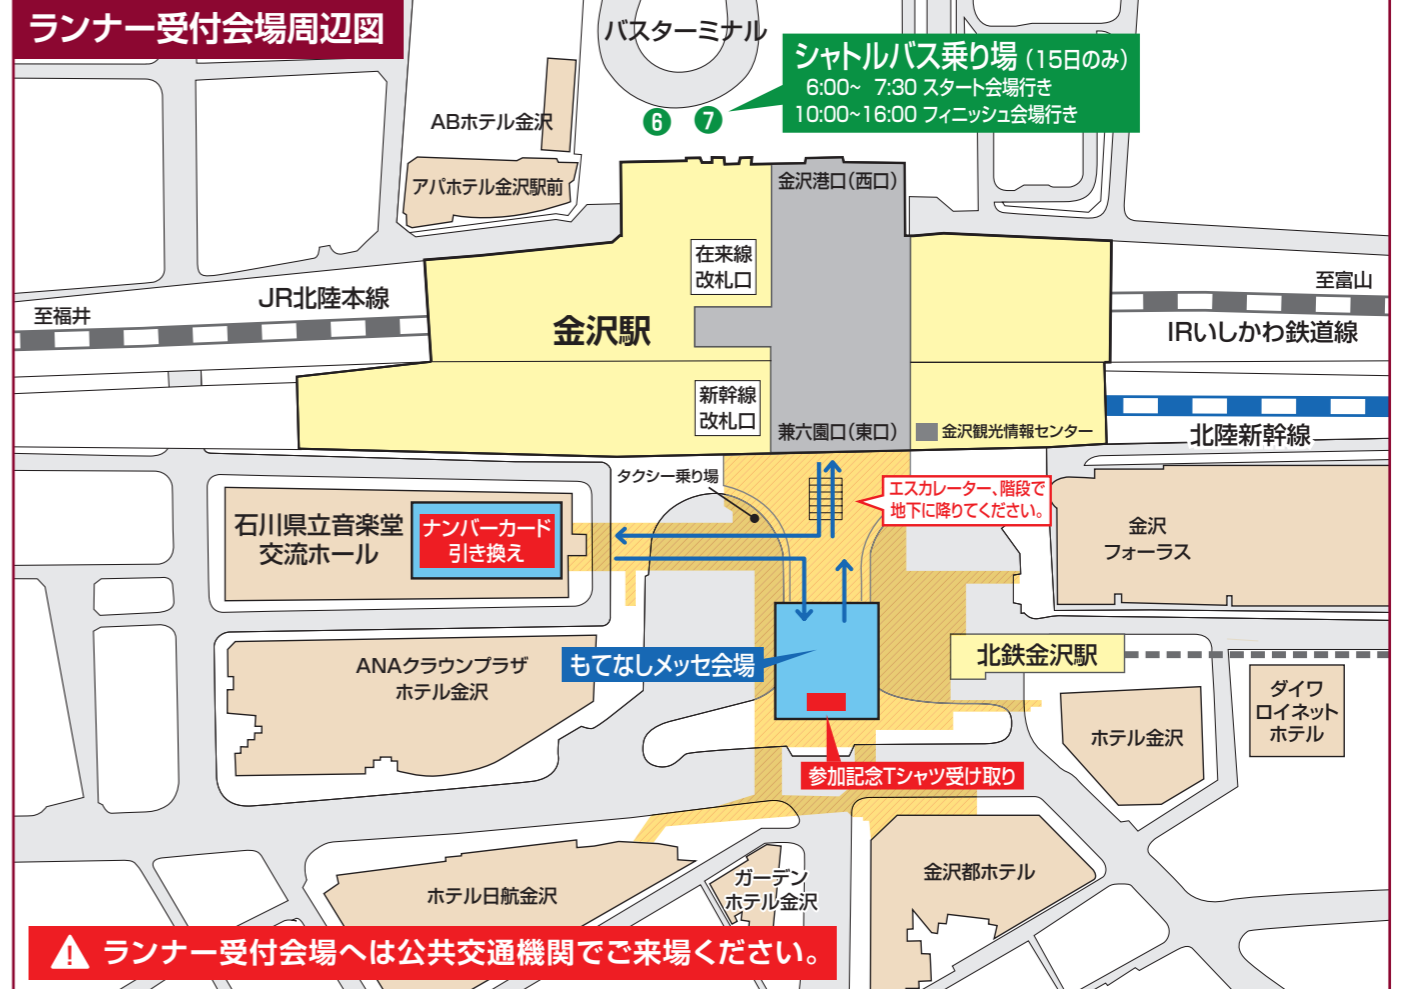 ランナー受付会場周辺図
バスターミナル
シャトルバス乗り場（15日のみ）
6:00~ 7:30 スタート会場行き
10:00~16:00 フィニッシュ会場行き
6 7
ABホテル金沢
アパホテル金沢駅前
金沢港口（西口）
在来線
改札口
至福井
JR北陸本線
金沢駅
至富山
IRいしかわ鉄道線
新幹線
改札口
兼六園口（東口）
金沢観光情報センター
北陸新幹線
タクシー乗り場
エスカレーター、階段で
地下に降りてください。
石川県立音楽堂
交流ホール
ナンバーカード
引き換え
金沢
フォーラス
ANAクラウンプラザ
ホテル金沢
もてなしメッセ会場
北鉄金沢駅
ダイワ
ロイネット
ホテル
ホテル金沢
参加記念Tシャツ受け取り
ホテル日航金沢
ガーデン
ホテル金沢
金沢都ホテル
ランナー受付会場へは公共交通機関でご来場ください。